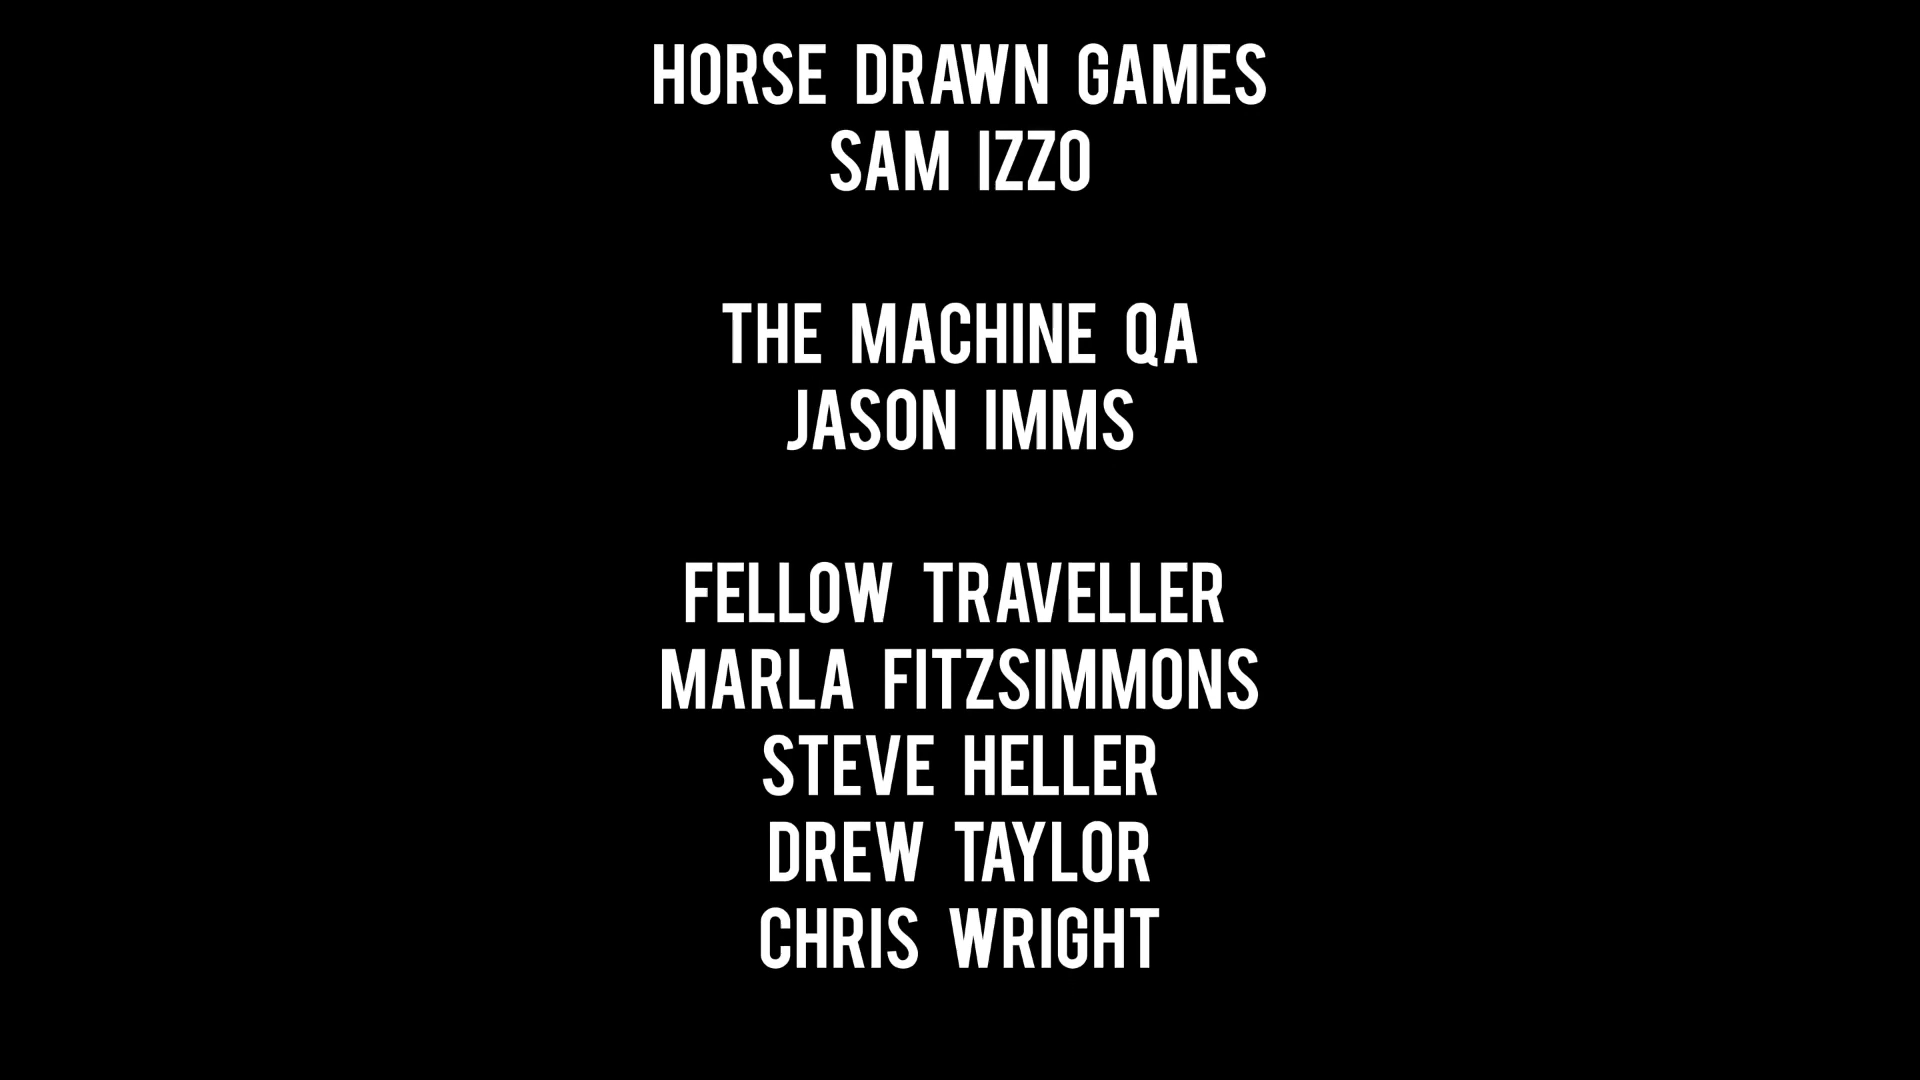 HORSE DRAWN GAMES
SAM IZZO
THE MACHINE QA
JASON IMMS
FELLOW TRAVELLER
MARLA FITZSIMMONS
STEVE HELLER
DREW TAYLOR
CHRIS WRIGHT